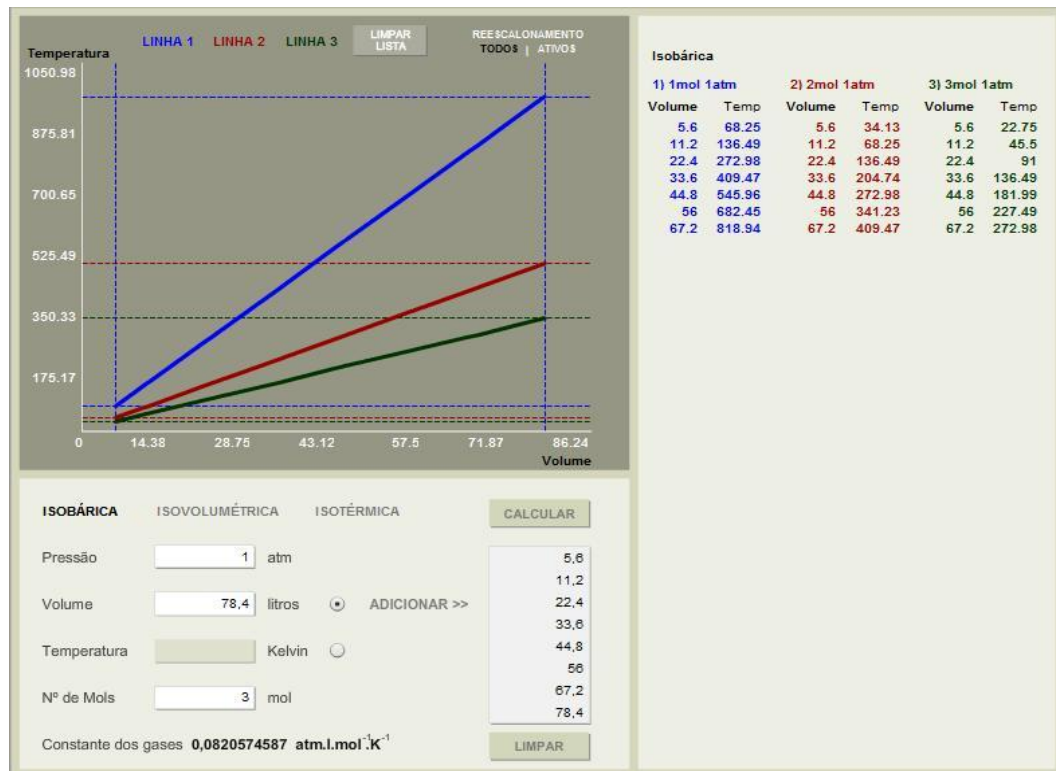 LINHA 1 LINHA 2 LINHA 3 LIMPAR LISTA REESCALONAMENTO
TODOS | ATIVOS
Temperatura
1050.98
875.81
700.65
525.49
350.33
175.17
0 14.38 28.75 43.12 57.5 71.87 86.24
Volume
ISOBÁRICA ISOVOLUMÉTRICA ISOTÉRMICA CALCULAR
Pressão 1 atm
Volume 78,4 litros ADICIONAR >>
Temperatura Kelvin
Nº de Mols 3 mol
5,6
11,2
22,4
33,6
44,8
56
67,2
78,4
Constante dos gases 0,0820574587 atm.l.mol⁻¹.K⁻¹ LIMPAR
Isobárica
1) 1mol 1atm 2) 2mol 1atm 3) 3mol 1atm
Volume Temp Volume Temp Volume Temp
5.6 68.25 5.6 34.13 5.6 22.75
11.2 136.49 11.2 68.25 11.2 45.5
22.4 272.98 22.4 136.49 22.4 91
33.6 409.47 33.6 204.74 33.6 136.49
44.8 545.96 44.8 272.98 44.8 181.99
56 682.45 56 341.23 56 227.49
67.2 818.94 67.2 409.47 67.2 272.98